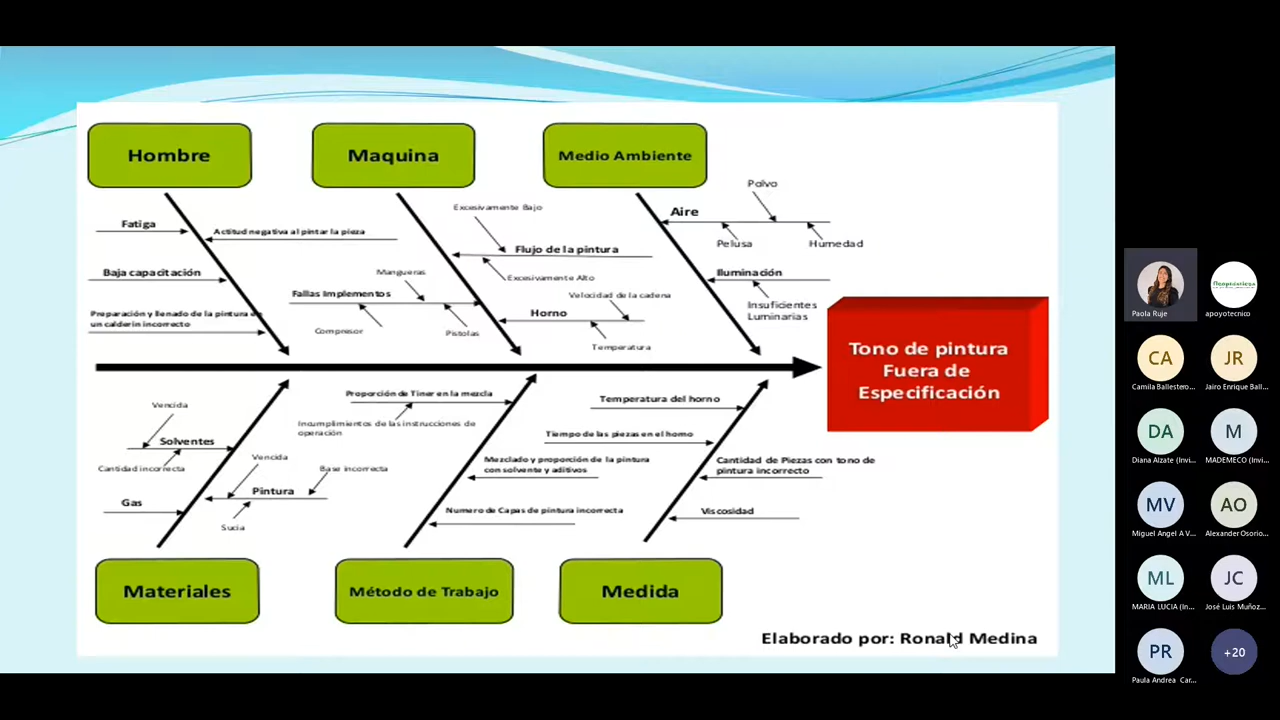 Hombre
Maquina
Medio Ambiente
Polvo
Aire
Pelusa
Humedad
Fatiga
Actitud negativa al pintar la pieza
Baja capacitación
Preparación y llenado de la pintura en
un calderin incorrecto
Excesivamente Bajo
Flujo de la pintura
Excesivamente Alto
Mangueras
Fallas Implementos
Compresor
Pistolas
Velocidad de la cadena
Horno
Temperatura
Iluminación
Insuficientes
Luminarias
Tono de pintura
Fuera de
Especificación
Vencida
Solventes
Cantidad incorrecta
Gas
Vencida
Base incorrecta
Pintura
Sucia
Proporción de Tiner en la mezcla
Incumplimientos de las instrucciones de
operación
Mezclado y proporción de la pintura
con solvente y aditivos
Numero de Capas de pintura incorrecta
Temperatura del horno
Tiempo de las piezas en el horno
Cantidad de Piezas con tono de
pintura incorrecto
Viscosidad
Materiales
Método de Trabajo
Medida
Elaborado por: Ronald Medina
Paola Ruje
apoyotecnico
CA
JR
Camila Ballestero...
Jairo Enrique Ball...
DA
M
Diana Alzate (Invi...
MADEMECO (Invi...
MV
AO
Miguel Angel A V...
Alexander Osorio...
ML
JC
MARIA LUCIA (In...
José Luis Muñoz...
PR
+20
Paula Andrea Car...